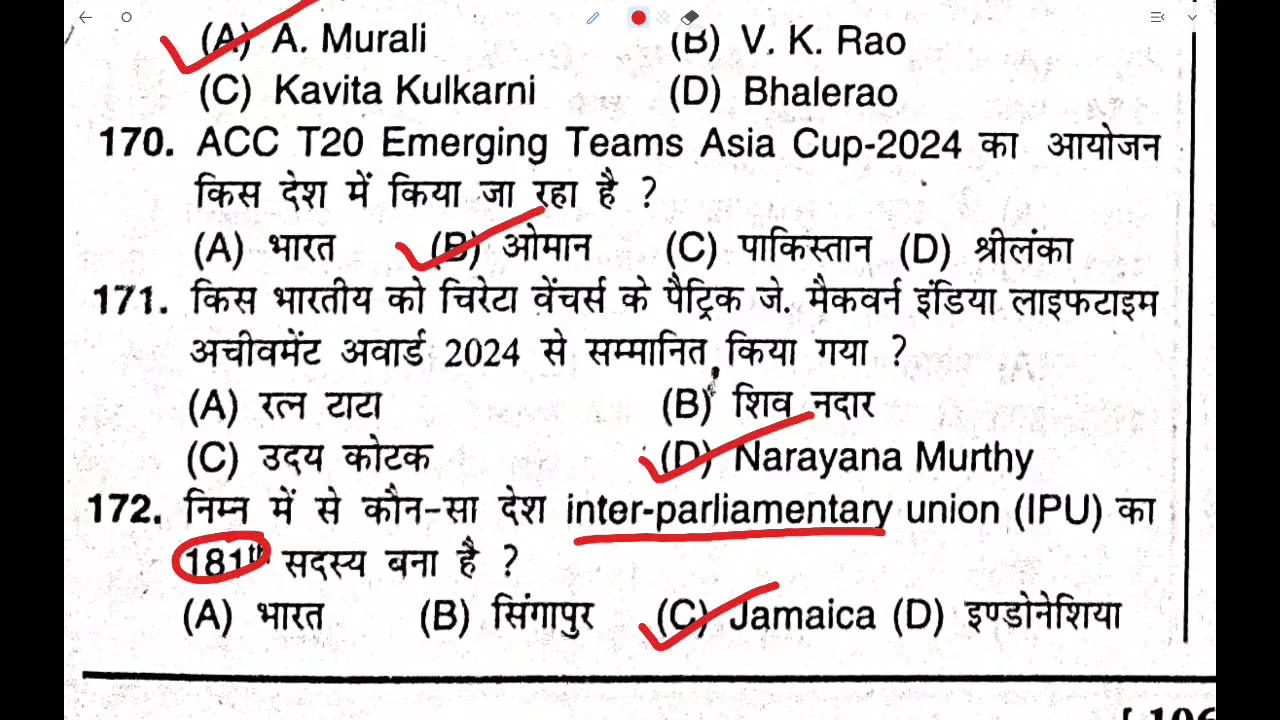 (A) A. Murali (B) V. K. Rao
(C) Kavita Kulkarni (D) Bhalerao
170. ACC T20 Emerging Teams Asia Cup-2024 का आयोजन
किस देश में किया जा रहा है ?
(A) भारत (B) ओमान (C) पाकिस्तान (D) श्रीलंका
171. किस भारतीय को चिरेटा वेंचर्स के पैट्रिक जे. मैकवर्न इंडिया लाइफटाइम
अचीवमेंट अवार्ड 2024 से सम्मानित किया गया ?
(A) रत्न टाटा (B) शिव नदार
(C) उदय कोटक (D) Narayana Murthy
172. निम्न में से कौन-सा देश inter-parliamentary union (IPU) का
181th सदस्य बना है ?
(A) भारत (B) सिंगापुर (C) Jamaica (D) इण्डोनेशिया